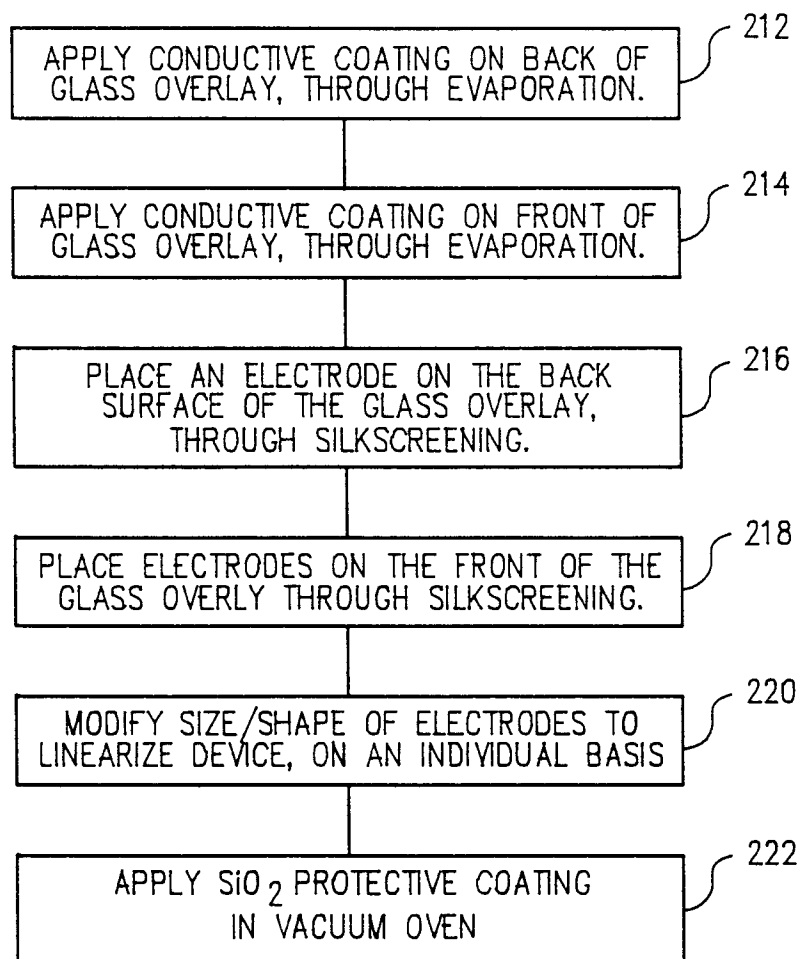 212
APPLY CONDUCTIVE COATING ON BACK OF
GLASS OVERLAY, THROUGH EVAPORATION.
214
APPLY CONDUCTIVE COATING ON FRONT OF
GLASS OVERLAY, THROUGH EVAPORATION.
216
PLACE AN ELECTRODE ON THE BACK
SURFACE OF THE GLASS OVERLAY,
THROUGH SILKSCREENING.
218
PLACE ELECTRODES ON THE FRONT OF THE
GLASS OVERLY THROUGH SILKSCREENING.
220
MODIFY SIZE/SHAPE OF ELECTRODES TO
LINEARIZE DEVICE, ON AN INDIVIDUAL BASIS
222
APPLY SiO2 PROTECTIVE COATING
IN VACUUM OVEN